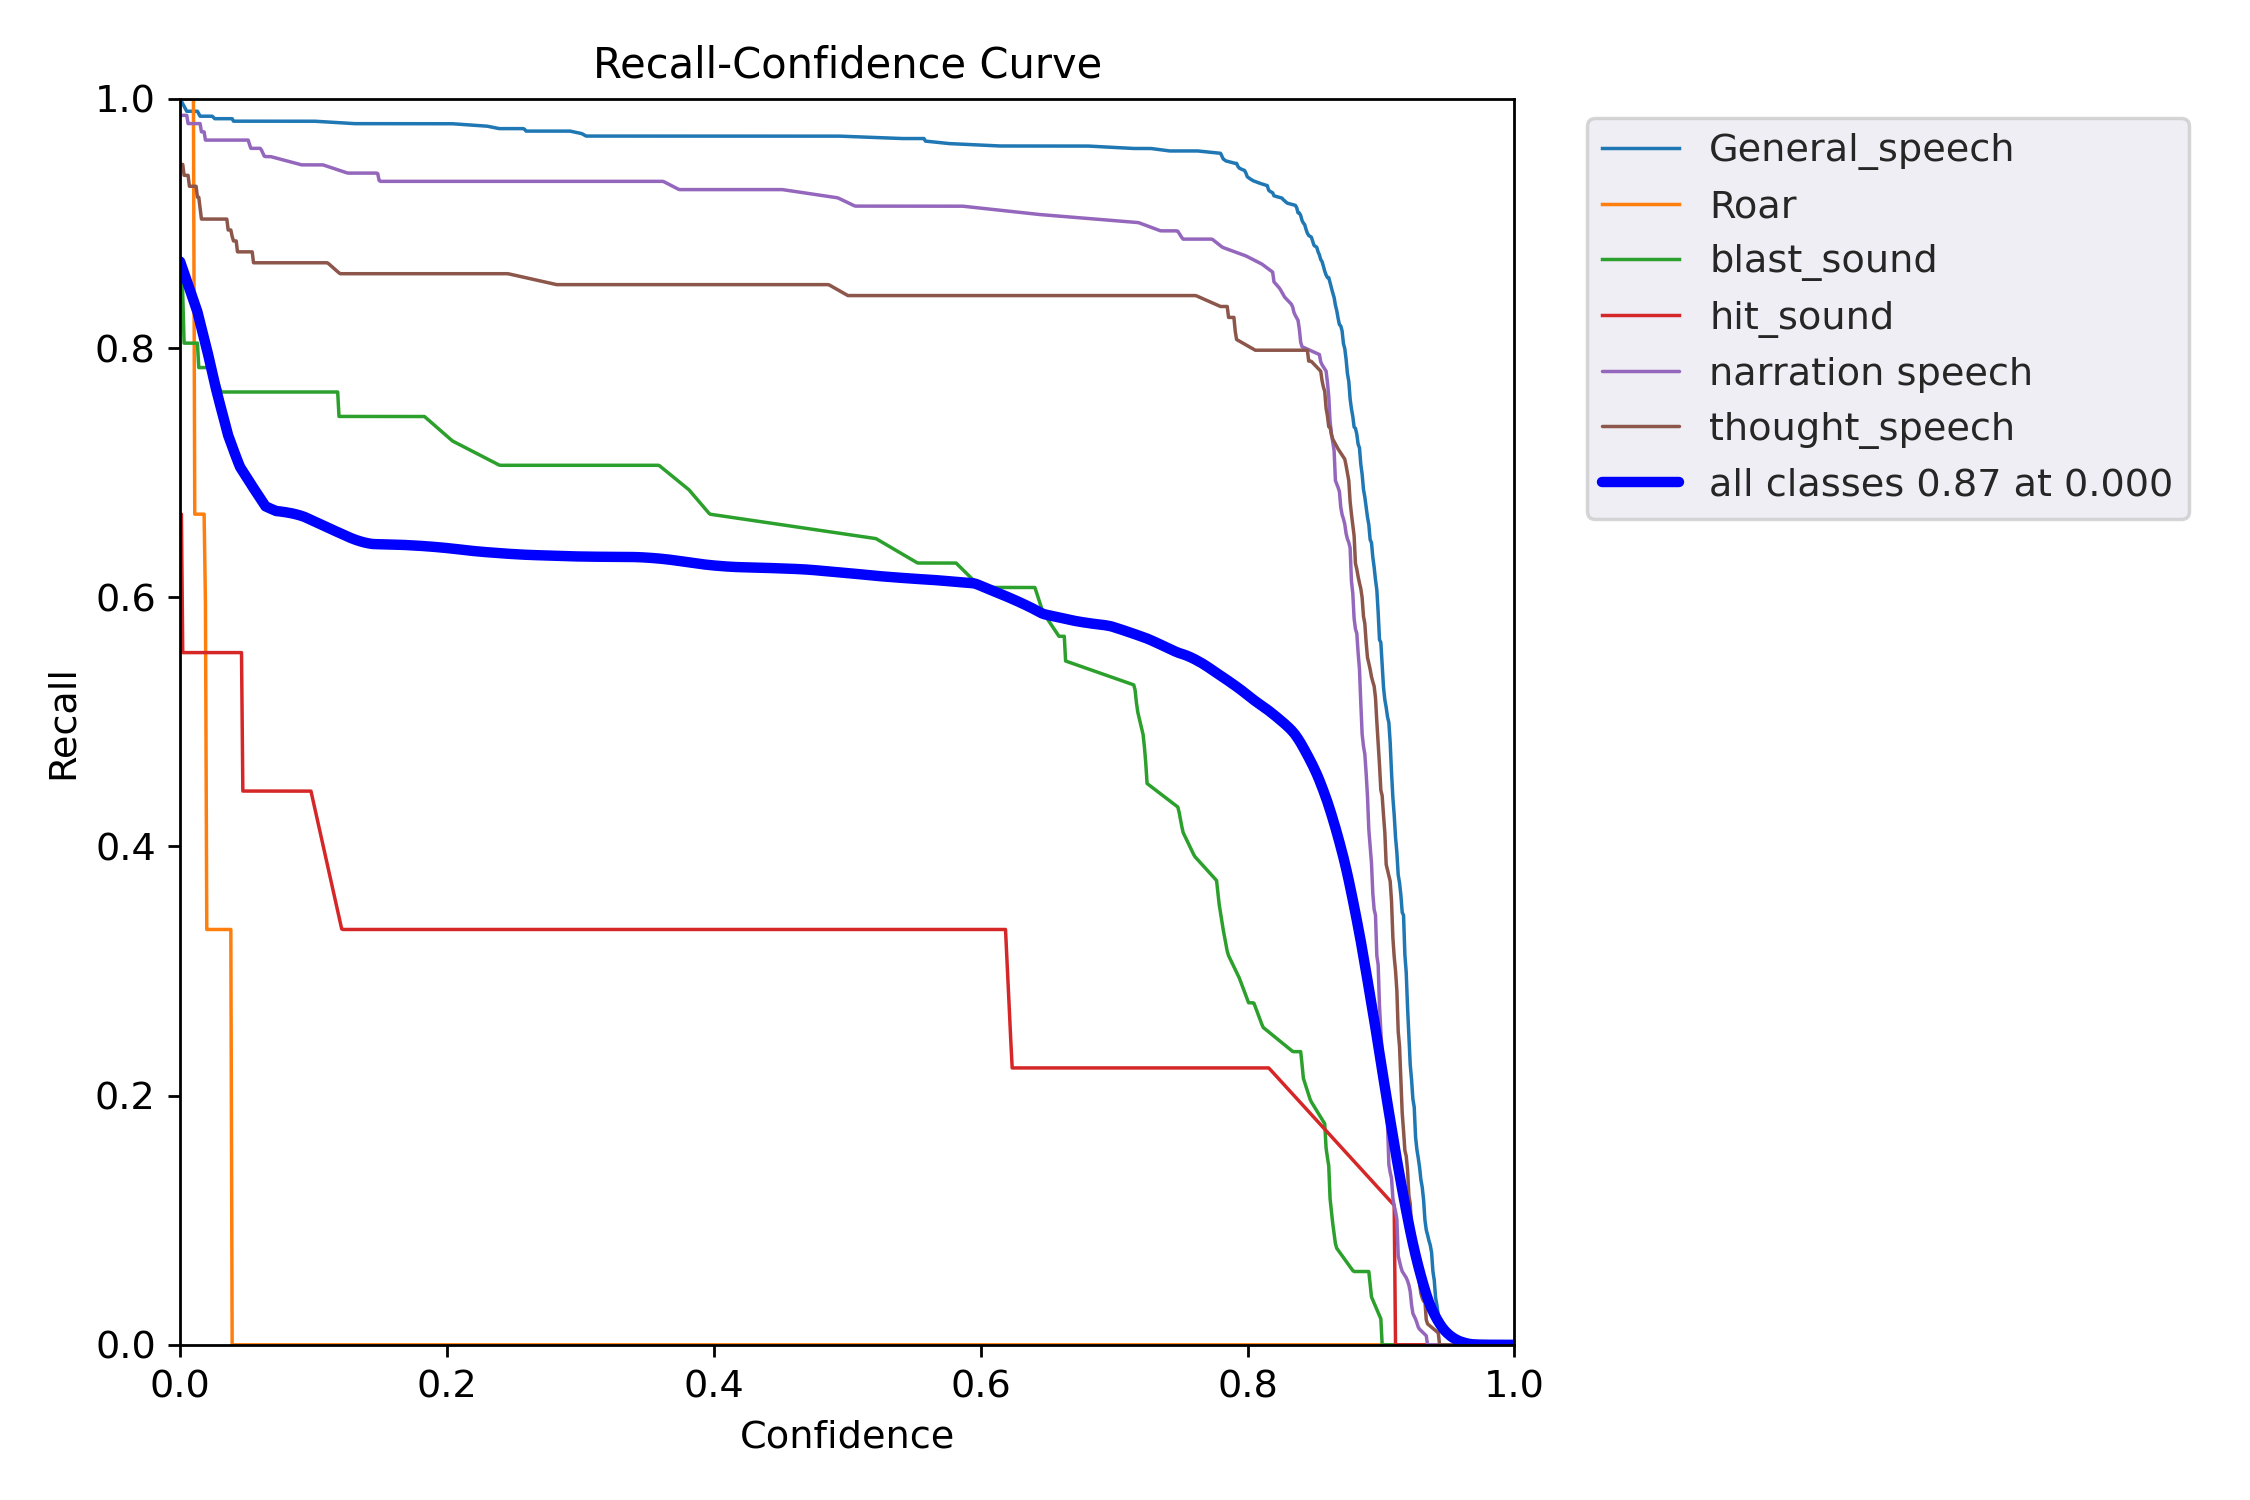 Recall-Confidence Curve
1.0
0.8
0.6
0.4
0.2
0.0
Recall
0.0 0.2 0.4 0.6 0.8 1.0
Confidence
General_speech
Roar
blast_sound
hit_sound
narration speech
thought_speech
all classes 0.87 at 0.000